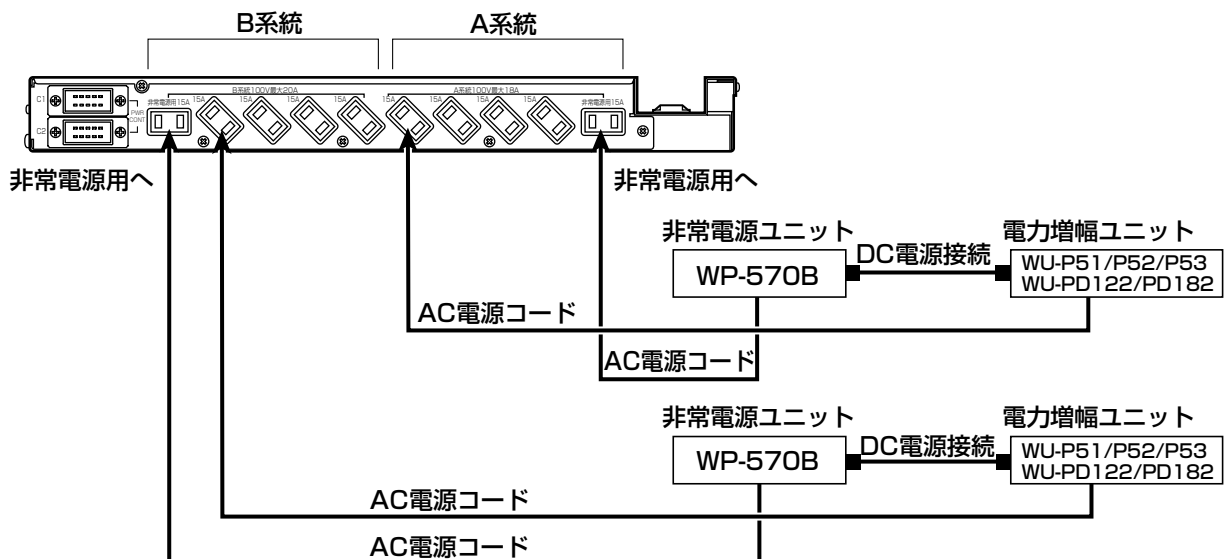 B系統
A系統
B系統100V最大20A
A系統100V最大18A
C1
非常電源用15A
15A
15A
15A
15A
15A
15A
15A
15A
非常電源用15A
PWR
CONT
C2
非常電源用へ
非常電源用へ
非常電源ユニット
電力増幅ユニット
WP-570B
DC電源接続
WU-P51/P52/P53
WU-PD122/PD182
AC電源コード
AC電源コード
非常電源ユニット
電力増幅ユニット
WP-570B
DC電源接続
WU-P51/P52/P53
WU-PD122/PD182
AC電源コード
AC電源コード